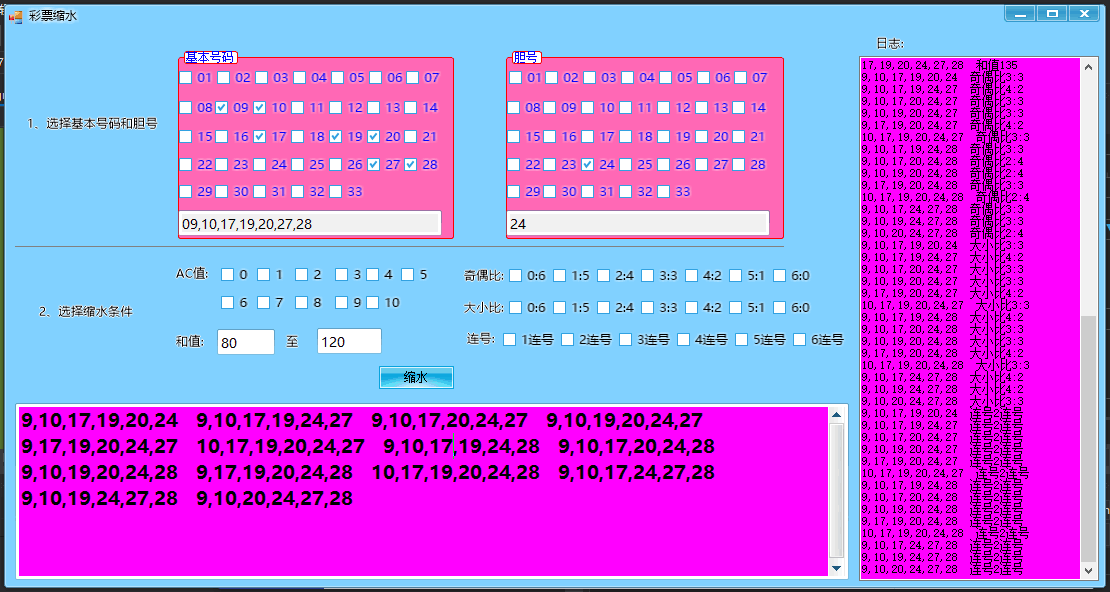 彩票缩水
日志:
基本号码
01 02 03 04 05 06 07
08 09 10 11 12 13 14
15 16 17 18 19 20 21
22 23 24 25 26 27 28
29 30 31 32 33
09,10,17,19,20,27,28
胆号
01 02 03 04 05 06 07
08 09 10 11 12 13 14
15 16 17 18 19 20 21
22 23 24 25 26 27 28
29 30 31 32 33
24
1、选择基本号码和胆号
2、选择缩水条件
AC值: 0 1 2 3 4 5
6 7 8 9 10
和值: 80 至 120
奇偶比: 0:6 1:5 2:4 3:3 4:2 5:1 6:0
大小比: 0:6 1:5 2:4 3:3 4:2 5:1 6:0
连号: 1连号 2连号 3连号 4连号 5连号 6连号
缩水
9,10,17,19,20,24 9,10,17,19,24,27 9,10,17,20,24,27 9,10,19,20,24,27
9,17,19,20,24,27 10,17,19,20,24,27 9,10,17,19,24,28 9,10,17,20,24,28
9,10,19,20,24,28 9,17,19,20,24,28 10,17,19,20,24,28 9,10,17,24,27,28
9,10,19,24,27,28 9,10,20,24,27,28
17,19,20,24,27,28 和值135
9,10,17,19,20,24 奇偶比3:3
9,10,17,19,24,27 奇偶比4:2
9,10,17,20,24,27 奇偶比3:3
9,10,19,20,24,27 奇偶比3:3
9,17,19,20,24,27 奇偶比4:2
10,17,19,20,24,27 奇偶比3:3
9,10,17,19,24,28 奇偶比3:3
9,10,17,20,24,28 奇偶比2:4
9,10,19,20,24,28 奇偶比2:4
9,17,19,20,24,28 奇偶比3:3
10,17,19,20,24,28 奇偶比2:4
9,10,17,24,27,28 奇偶比3:3
9,10,19,24,27,28 奇偶比3:3
9,10,20,24,27,28 奇偶比2:4
9,10,17,19,20,24 大小比3:3
9,10,17,19,24,27 大小比4:2
9,10,17,20,24,27 大小比3:3
9,10,19,20,24,27 大小比3:3
9,17,19,20,24,27 大小比4:2
10,17,19,20,24,27 大小比3:3
9,10,17,19,24,28 大小比4:2
9,10,17,20,24,28 大小比3:3
9,10,19,20,24,28 大小比3:3
9,17,19,20,24,28 大小比4:2
10,17,19,20,24,28 大小比3:3
9,10,17,24,27,28 大小比4:2
9,10,19,24,27,28 大小比4:2
9,10,20,24,27,28 大小比3:3
9,10,17,19,20,24 连号2连号
9,10,17,19,24,27 连号2连号
9,10,17,20,24,27 连号2连号
9,10,19,20,24,27 连号2连号
9,17,19,20,24,27 连号2连号
10,17,19,20,24,27 连号2连号
9,10,17,19,24,28 连号2连号
9,10,17,20,24,28 连号2连号
9,10,19,20,24,28 连号2连号
9,17,19,20,24,28 连号2连号
10,17,19,20,24,28 连号2连号
9,10,17,24,27,28 连号2连号
9,10,19,24,27,28 连号2连号
9,10,20,24,27,28 连号2连号